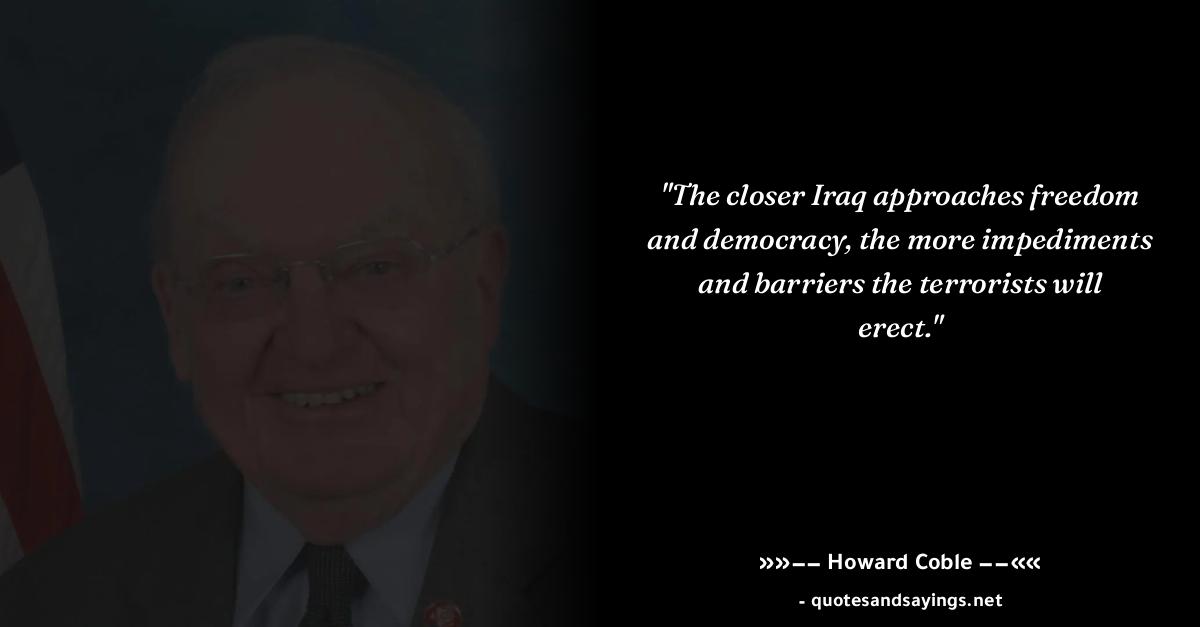 "The closer Iraq approaches freedom
and democracy, the more impediments
and barriers the terrorists will
erect."
»»−− Howard Coble −−««
- quotesandsayings.net